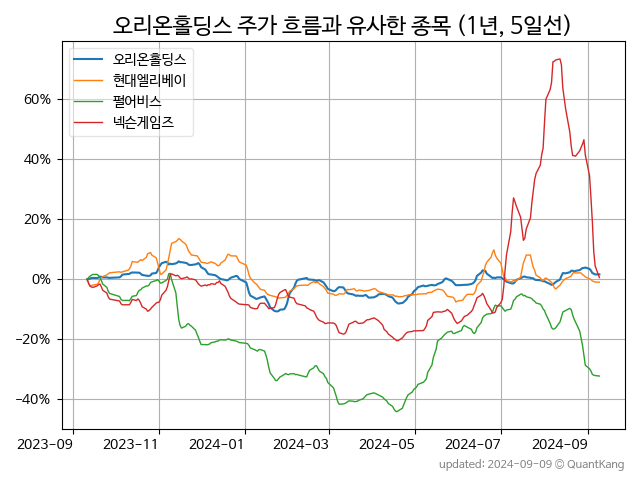 오리온홀딩스 주가 흐름과 유사한 종목 (1년, 5일선)
오리온홀딩스
현대엘리베이
펄어비스
넥슨게임즈
60%
40%
20%
0%
−20%
−40%
2023-09 2023-11 2024-01 2024-03 2024-05 2024-07 2024-09
updated: 2024-09-09 © QuantKang